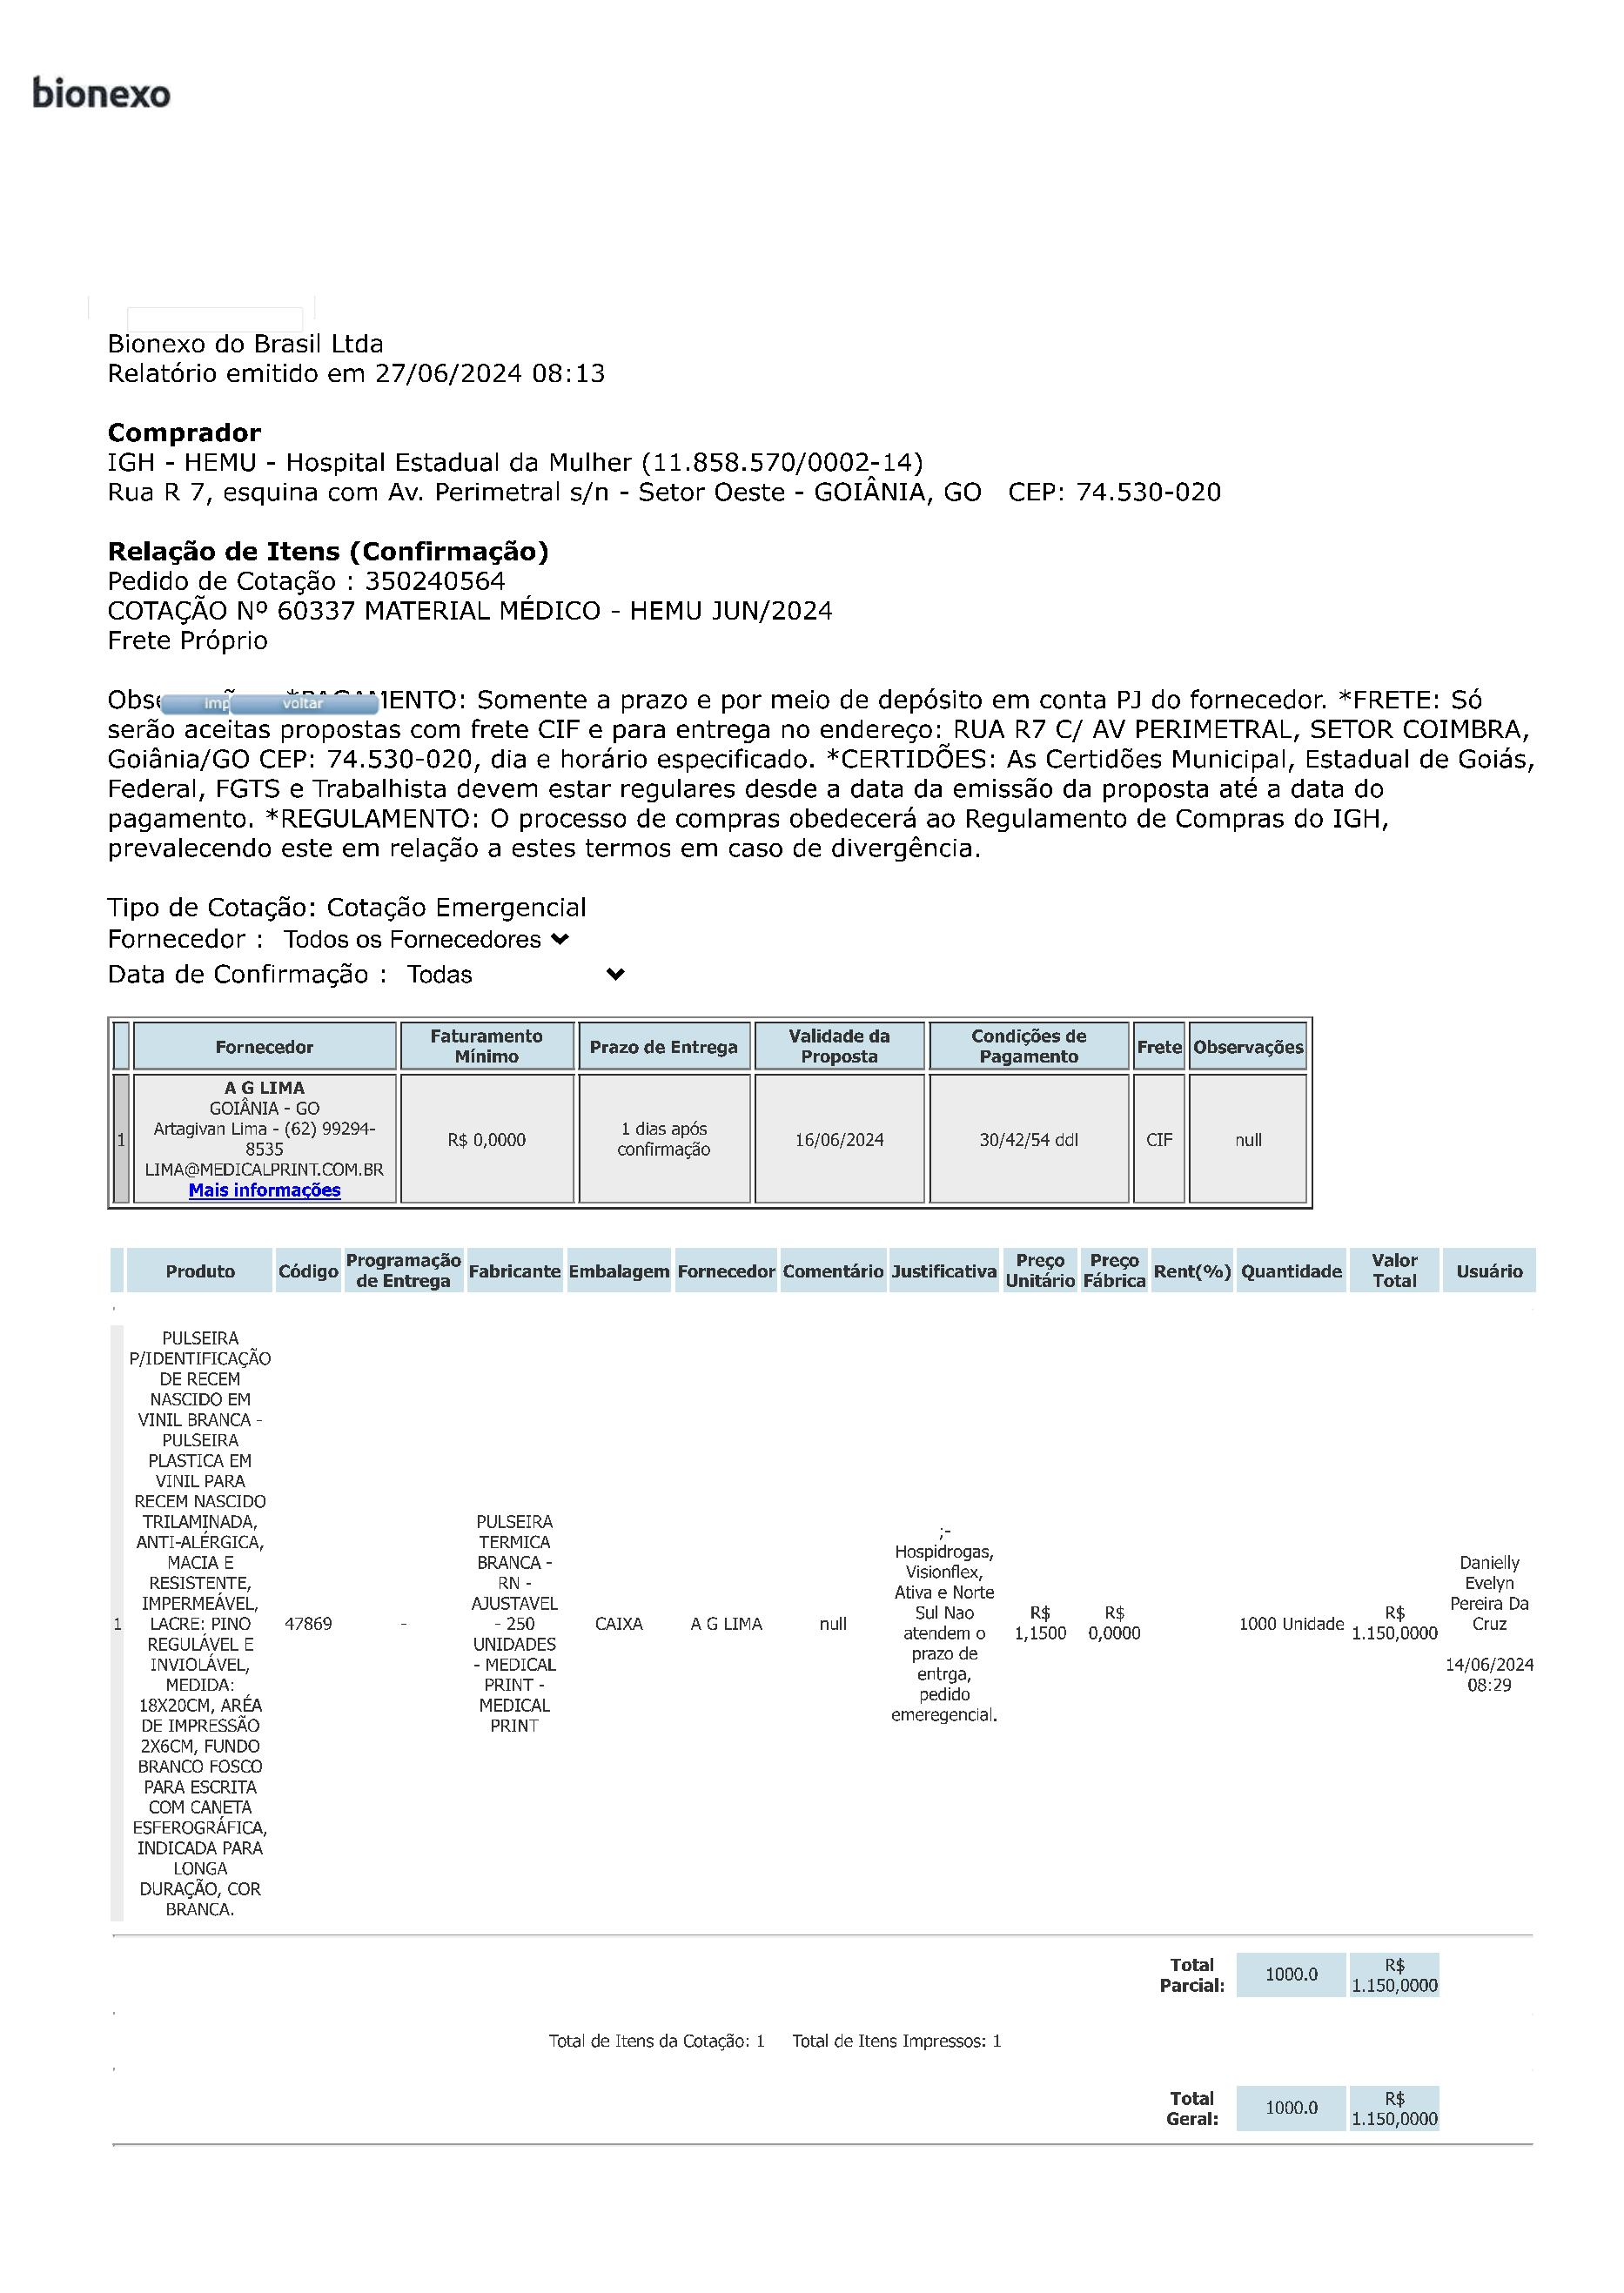 bionexo
Bionexo do Brasil Ltda
Relatório emitido em 27/06/2024 08:13
Comprador
IGH - HEMU - Hospital Estadual da Mulher (11.858.570/0002-14)
Rua R 7, esquina com Av. Perimetral s/n - Setor Oeste - GOIÂNIA, GO CEP: 74.530-020
Relação de Itens (Confirmação)
Pedido de Cotação : 350240564
COTAÇÃO Nº 60337 MATERIAL MÉDICO - HEMU JUN/2024
Frete Próprio
voltar *PAGAMENTO: Somente a prazo e por meio de depósito em conta PJ do fornecedor. *FRETE: Só
serão aceitas propostas com frete CIF e para entrega no endereço: RUA R7 C/ AV PERIMETRAL, SETOR COIMBRA,
Goiânia/GO CEP: 74.530-020, dia e horário especificado. *CERTIDÕES: As Certidões Municipal, Estadual de Goiás,
Federal, FGTS e Trabalhista devem estar regulares desde a data da emissão da proposta até a data do
pagamento. *REGULAMENTO: O processo de compras obedecerá ao Regulamento de Compras do IGH,
prevalecendo este em relação a estes termos em caso de divergência.
Tipo de Cotação: Cotação Emergencial
Fornecedor : Todos os Fornecedores
Data de Confirmação : Todas
Fornecedor
Faturamento
Mínimo
Prazo de Entrega
Validade da
Proposta
Condições de
Pagamento
Frete
Observações
1
A G LIMA
GOIÂNIA - GO
Artagivan Lima - (62) 99294-
8535
LIMA@MEDICALPRINT.COM.BR
Mais informações
R$ 0,0000
1 dias após
confirmação
16/06/2024
30/42/54 ddl
CIF
null
Produto
Código
Programação
de Entrega
Fabricante
Embalagem
Fornecedor
Comentário
Justificativa
Preço
Unitário
Preço
Fábrica
Rent(%)
Quantidade
Valor
Total
Usuário
1
PULSEIRA
P/IDENTIFICAÇÃO
DE RECEM
NASCIDO EM
VINIL BRANCA -
PULSEIRA
PLASTICA EM
VINIL PARA
RECEM NASCIDO
TRILAMINADA,
ANTI-ALÉRGICA,
MACIA E
RESISTENTE,
IMPERMEÁVEL,
LACRE: PINO
REGULÁVEL E
INVIOLÁVEL,
MEDIDA:
18X20CM, ARÉA
DE IMPRESSÃO
2X6CM, FUNDO
BRANCO FOSCO
PARA ESCRITA
COM CANETA
ESFEROGRÁFICA,
INDICADA PARA
LONGA
DURAÇÃO, COR
BRANCA.
47869
-
PULSEIRA
TERMICA
BRANCA -
RN -
AJUSTAVEL
- 250
UNIDADES
- MEDICAL
PRINT -
MEDICAL
PRINT
CAIXA
A G LIMA
null
;-
Hospidrogas,
Visionflex,
Ativa e Norte
Sul Nao
atendem o
prazo de
entrga,
pedido
emeregencial.
R$
1,1500
R$
0,0000
1000 Unidade
R$
1.150,0000
Danielly
Evelyn
Pereira Da
Cruz
14/06/2024
08:29
Total
Parcial:
1000.0
R$
1.150,0000
Total de Itens da Cotação: 1 Total de Itens Impressos: 1
Total
Geral:
1000.0
R$
1.150,0000